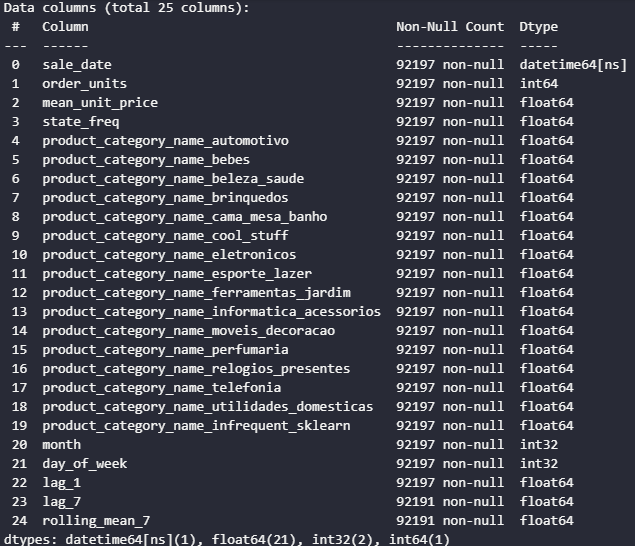 Data columns (total 25 columns):
 #   Column                                        Non-Null Count  Dtype
---  ------                                        --------------  -----
 0   sale_date                                     92197 non-null  datetime64[ns]
 1   order_units                                   92197 non-null  int64
 2   mean_unit_price                               92197 non-null  float64
 3   state_freq                                    92197 non-null  float64
 4   product_category_name_automotivo              92197 non-null  float64
 5   product_category_name_bebes                   92197 non-null  float64
 6   product_category_name_beleza_saude            92197 non-null  float64
 7   product_category_name_brinquedos              92197 non-null  float64
 8   product_category_name_cama_mesa_banho         92197 non-null  float64
 9   product_category_name_cool_stuff              92197 non-null  float64
 10  product_category_name_eletronicos             92197 non-null  float64
 11  product_category_name_esporte_lazer           92197 non-null  float64
 12  product_category_name_ferramentas_jardim      92197 non-null  float64
 13  product_category_name_informatica_acessorios  92197 non-null  float64
 14  product_category_name_moveis_decoracao        92197 non-null  float64
 15  product_category_name_perfumaria              92197 non-null  float64
 16  product_category_name_relogios_presentes      92197 non-null  float64
 17  product_category_name_telefonia               92197 non-null  float64
 18  product_category_name_utilidades_domesticas   92197 non-null  float64
 19  product_category_name_infrequent_sklearn      92197 non-null  float64
 20  month                                         92197 non-null  int32
 21  day_of_week                                   92197 non-null  int32
 22  lag_1                                         92197 non-null  float64
 23  lag_7                                         92191 non-null  float64
 24  rolling_mean_7                                92191 non-null  float64
dtypes: datetime64[ns](1), float64(21), int32(2), int64(1)